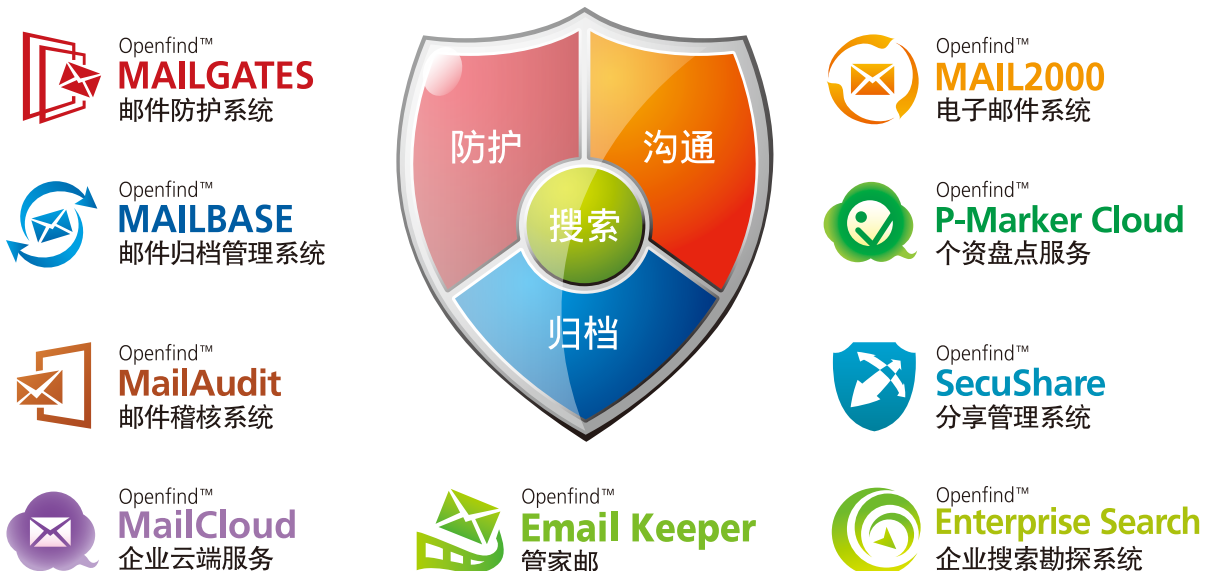 Openfind™
MAILGATES
邮件防护系统
Openfind™
MAILBASE
邮件归档管理系统
Openfind™
MailAudit
邮件稽核系统
Openfind™
MailCloud
企业云端服务
防护
沟通
搜索
归档
Openfind™
Email Keeper
管家邮
Openfind™
MAIL2000
电子邮件系统
Openfind™
P-Marker Cloud
个资盘点服务
Openfind™
SecuShare
分享管理系统
Openfind™
Enterprise Search
企业搜索勘探系统